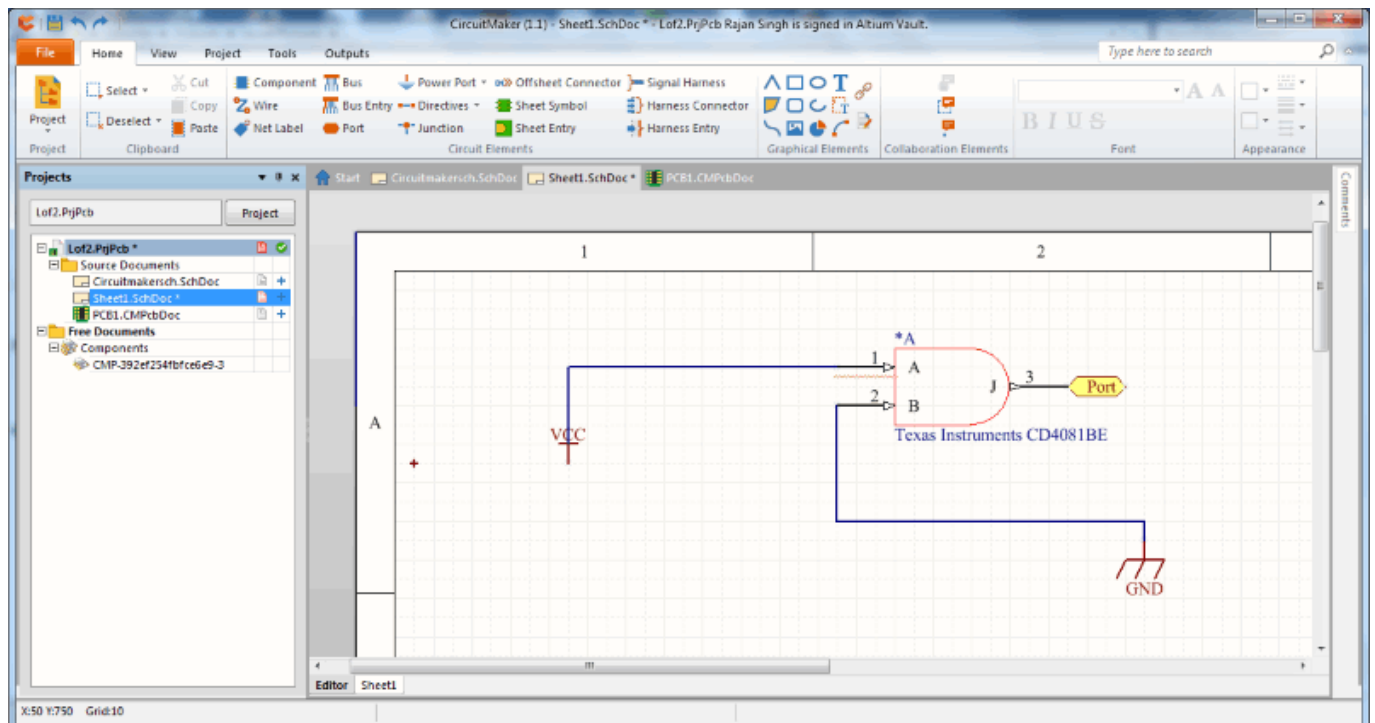 CircuitMaker (1.1) - Sheet1.SchDoc * - Lof2.PrjPcb Rajan Singh is signed in Altium Vault.
File Home View Project Tools Outputs Type here to search
Select Cut Component Bus Power Port Offsheet Connector Signal Harness
Project Deselect Copy Wire Bus Entry Directives Sheet Symbol Harness Connector
Paste Net Label Port Junction Sheet Entry Harness Entry B I U S
Project Clipboard Circuit Elements Graphical Elements Collaboration Elements Font Appearance
Projects Start Circuitmakersch.SchDoc Sheet1.SchDoc * PCB1.CMPcbDoc
Comments
Lof2.PrjPcb Project
Lof2.PrjPcb *
Source Documents
Circuitmakersch.SchDoc
Sheet1.SchDoc *
PCB1.CMPcbDoc
Free Documents
Components
CMP-392ef254fbfce6e9-3
1 2
A
*A
1 A
J 3 Port
2 B
Texas Instruments CD4081BE
VCC
GND
Editor Sheet1
X:50 Y:750 Grid:10